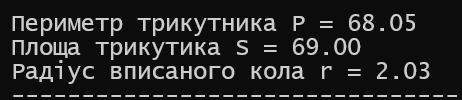 Периметр трикутника P = 68.05
Площа трикутика S = 69.00
Радіус вписаного кола r = 2.03
--------------------------------